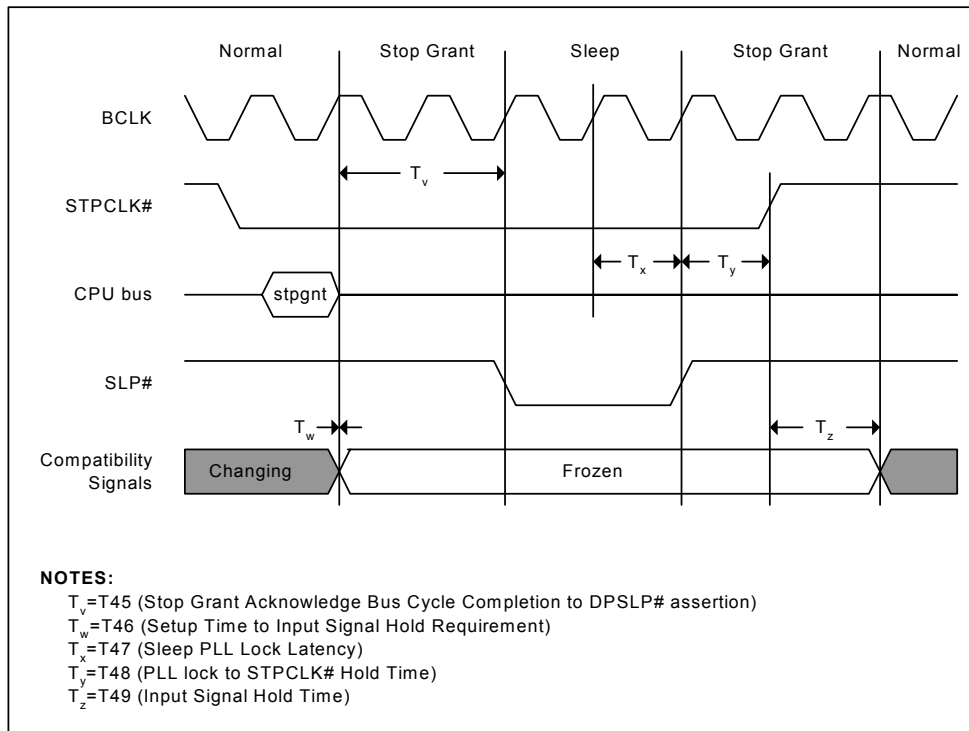 Normal Stop Grant Sleep Stop Grant Normal
BCLK
Tv
STPCLK#
Tx Ty
CPU bus stpgnt
SLP#
Tw Tz
Compatibility Signals Changing Frozen
NOTES:
Tv=T45 (Stop Grant Acknowledge Bus Cycle Completion to DPSLP# assertion)
Tw=T46 (Setup Time to Input Signal Hold Requirement)
Tx=T47 (Sleep PLL Lock Latency)
Ty=T48 (PLL lock to STPCLK# Hold Time)
Tz=T49 (Input Signal Hold Time)